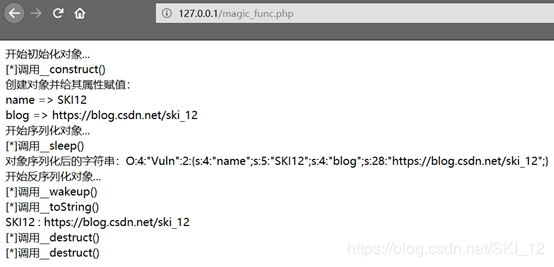 127.0.0.1/magic_func.php
开始初始化对象...
[*]调用__construct()
创建对象并给其属性赋值：
name => SKI12
blog => https://blog.csdn.net/ski_12
开始序列化对象...
[*]调用__sleep()
对象序列化后的字符串：O:4:"Vuln":2:{s:4:"name";s:5:"SKI12";s:4:"blog";s:28:"https://blog.csdn.net/ski_12";}
开始反序列化对象...
[*]调用__wakeup()
[*]调用__toString()
SKI12 : https://blog.csdn.net/ski_12
[*]调用__destruct()
[*]调用__destruct()
https://blog.csdn.net/SKI_12